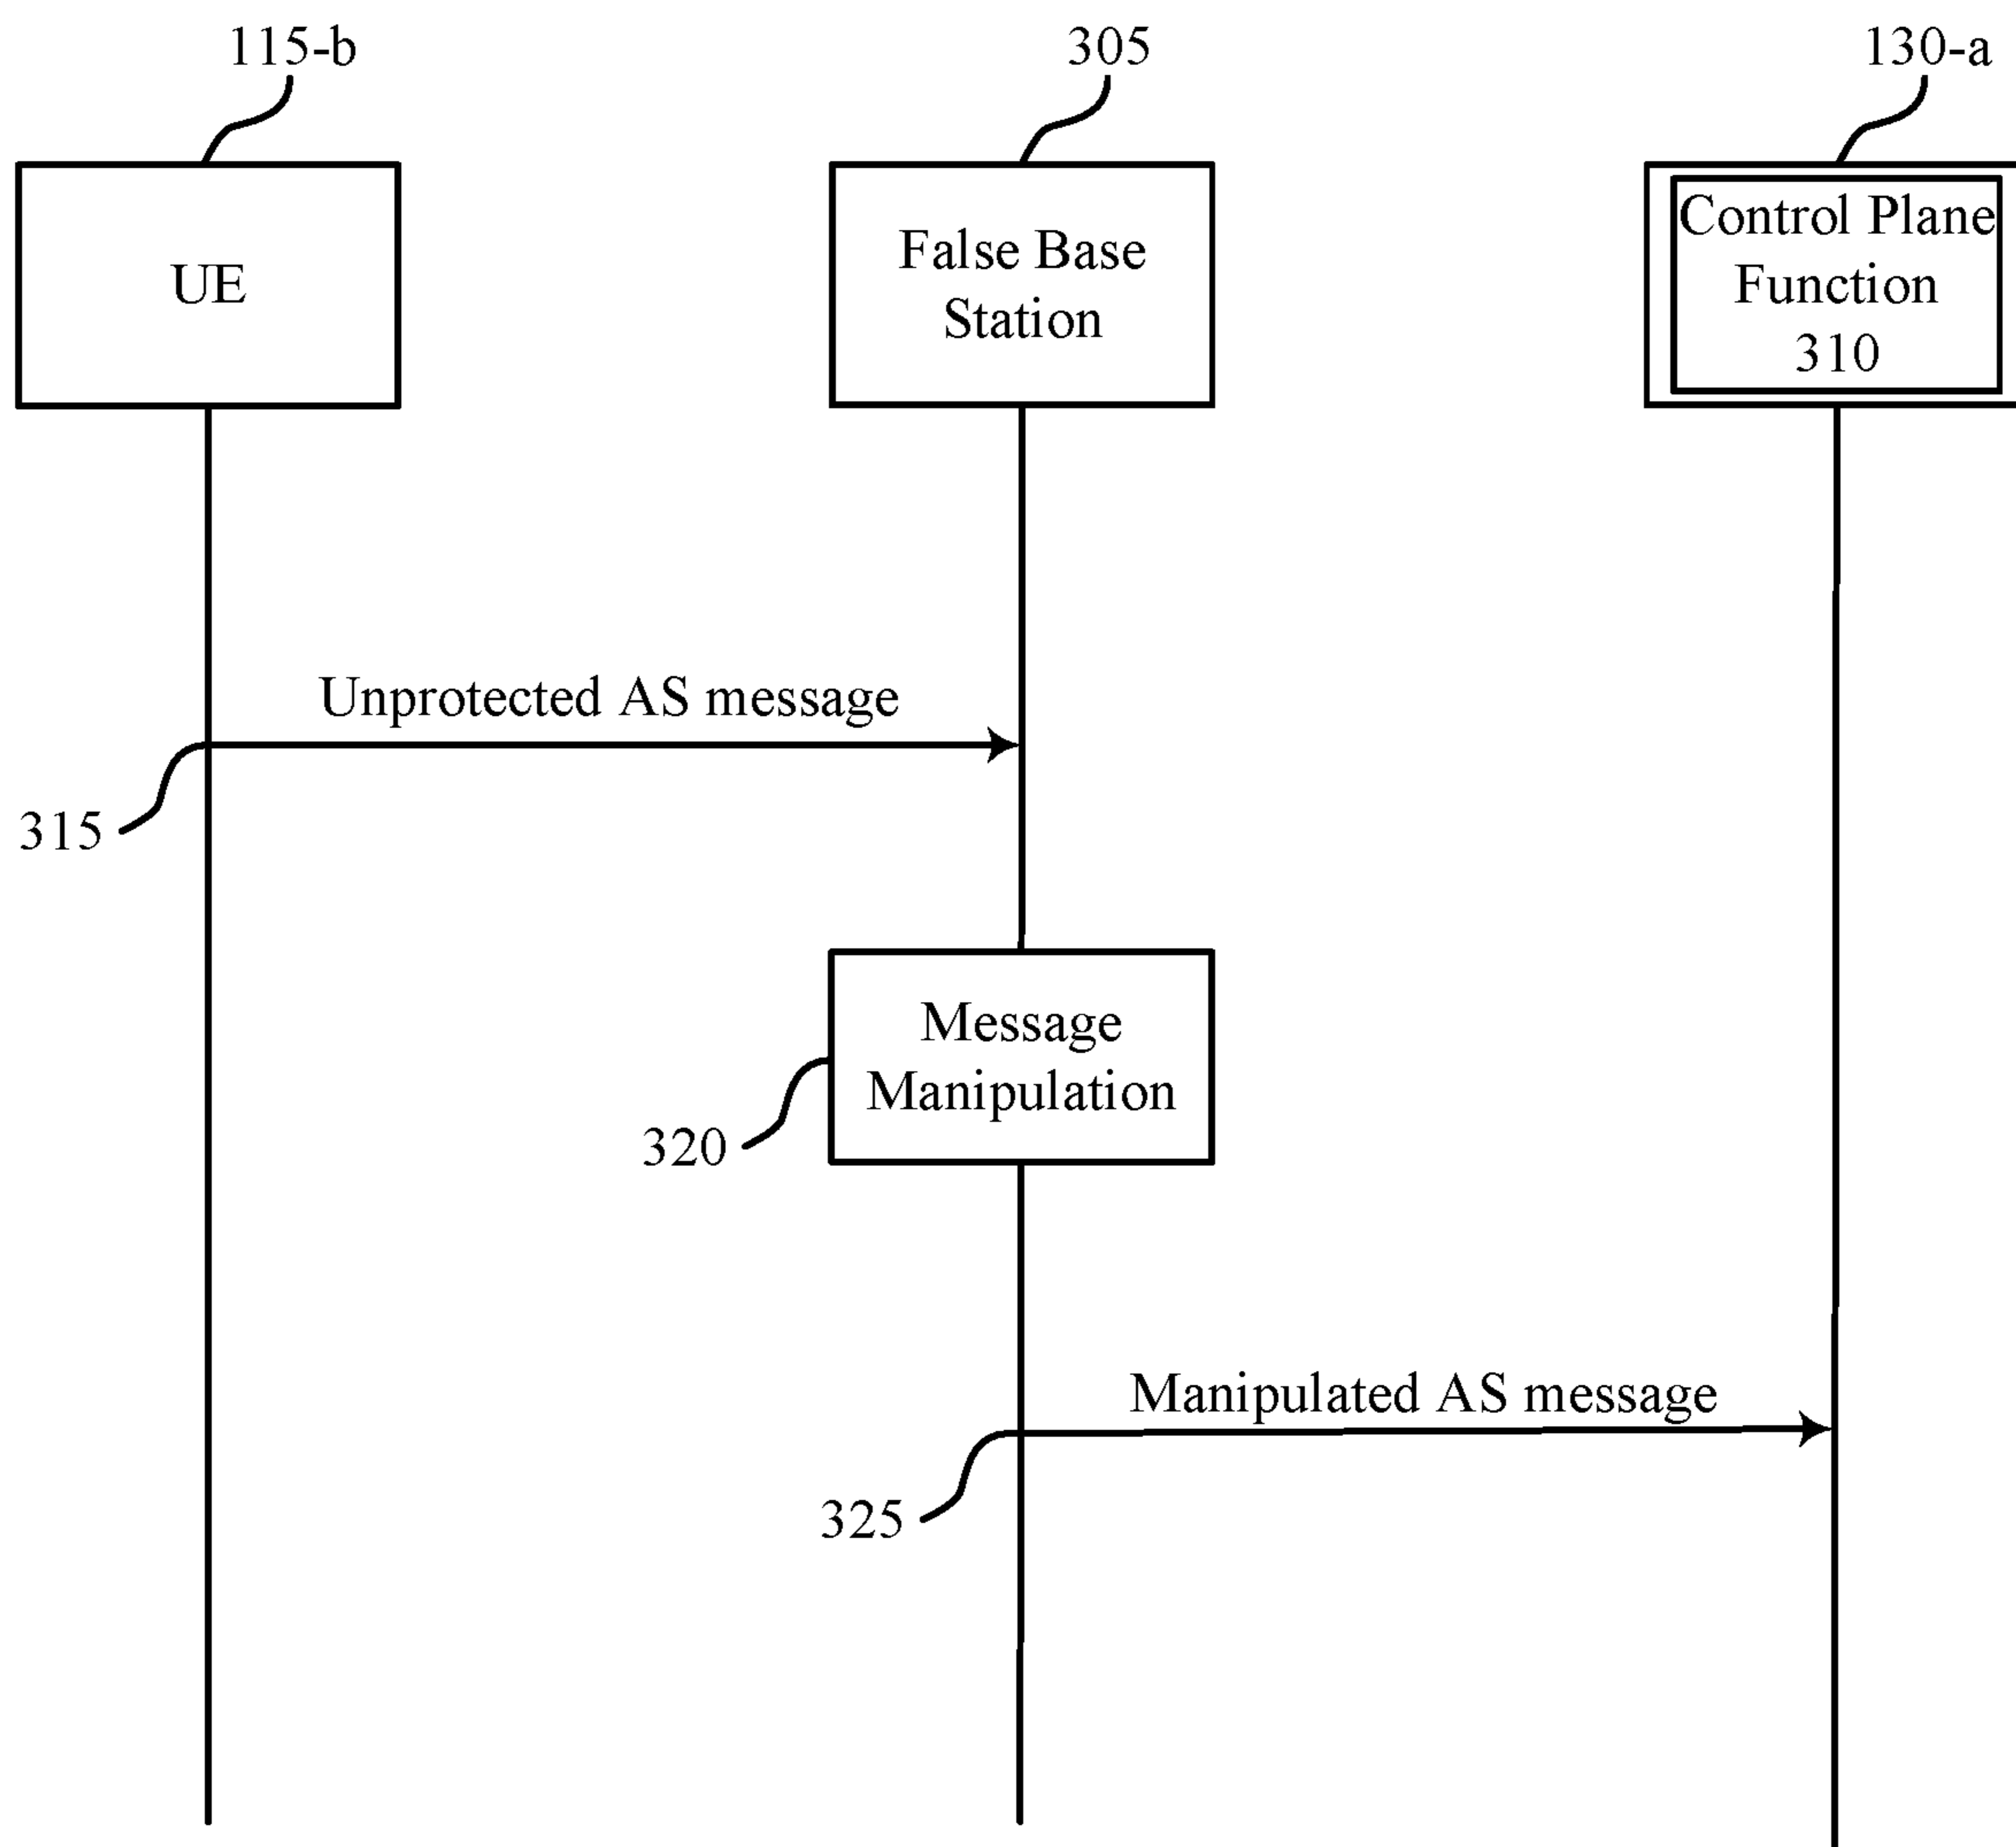 115-b
305
130-a
UE
False Base
Station
Control Plane
Function
310
Unprotected AS message
315
Message
Manipulation
320
Manipulated AS message
325